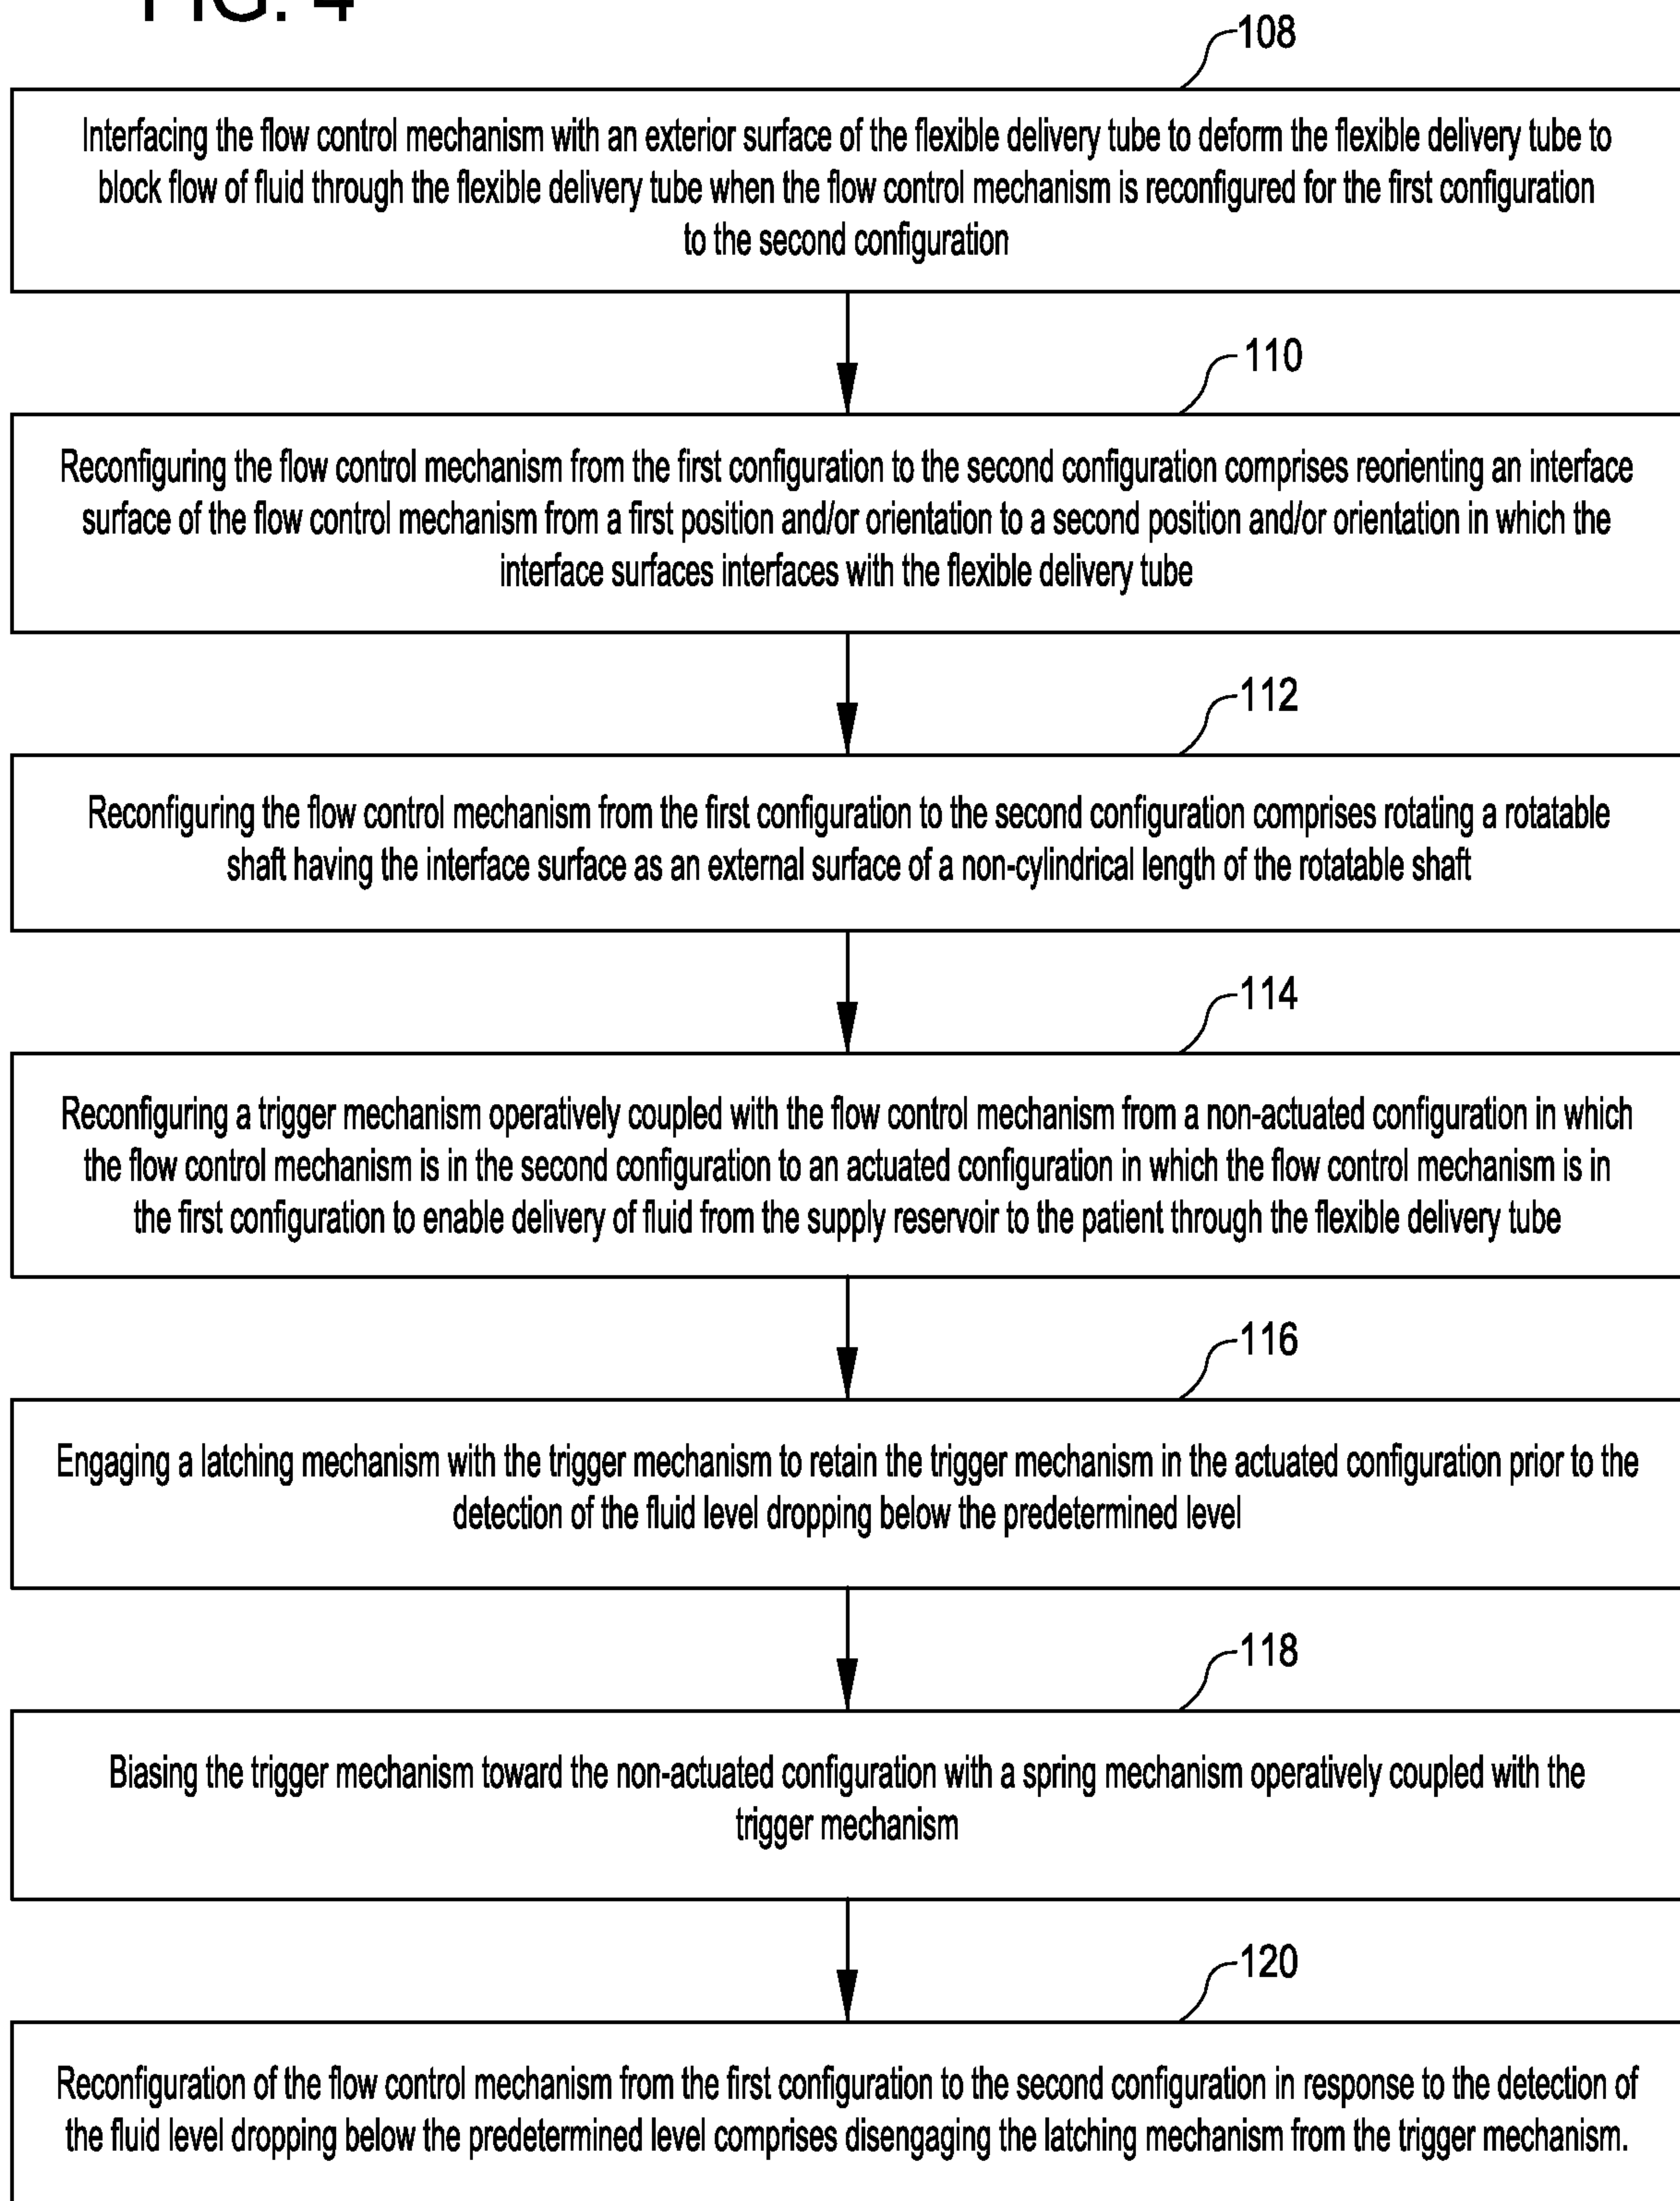 FIG. 4
108
Interfacing the flow control mechanism with an exterior surface of the flexible delivery tube to deform the flexible delivery tube to
block flow of fluid through the flexible delivery tube when the flow control mechanism is reconfigured for the first configuration
to the second configuration
110
Reconfiguring the flow control mechanism from the first configuration to the second configuration comprises reorienting an interface
surface of the flow control mechanism from a first position and/or orientation to a second position and/or orientation in which the
interface surfaces interfaces with the flexible delivery tube
112
Reconfiguring the flow control mechanism from the first configuration to the second configuration comprises rotating a rotatable
shaft having the interface surface as an external surface of a non-cylindrical length of the rotatable shaft
114
Reconfiguring a trigger mechanism operatively coupled with the flow control mechanism from a non-actuated configuration in which
the flow control mechanism is in the second configuration to an actuated configuration in which the flow control mechanism is in
the first configuration to enable delivery of fluid from the supply reservoir to the patient through the flexible delivery tube
116
Engaging a latching mechanism with the trigger mechanism to retain the trigger mechanism in the actuated configuration prior to the
detection of the fluid level dropping below the predetermined level
118
Biasing the trigger mechanism toward the non-actuated configuration with a spring mechanism operatively coupled with the
trigger mechanism
120
Reconfiguration of the flow control mechanism from the first configuration to the second configuration in response to the detection of
the fluid level dropping below the predetermined level comprises disengaging the latching mechanism from the trigger mechanism.